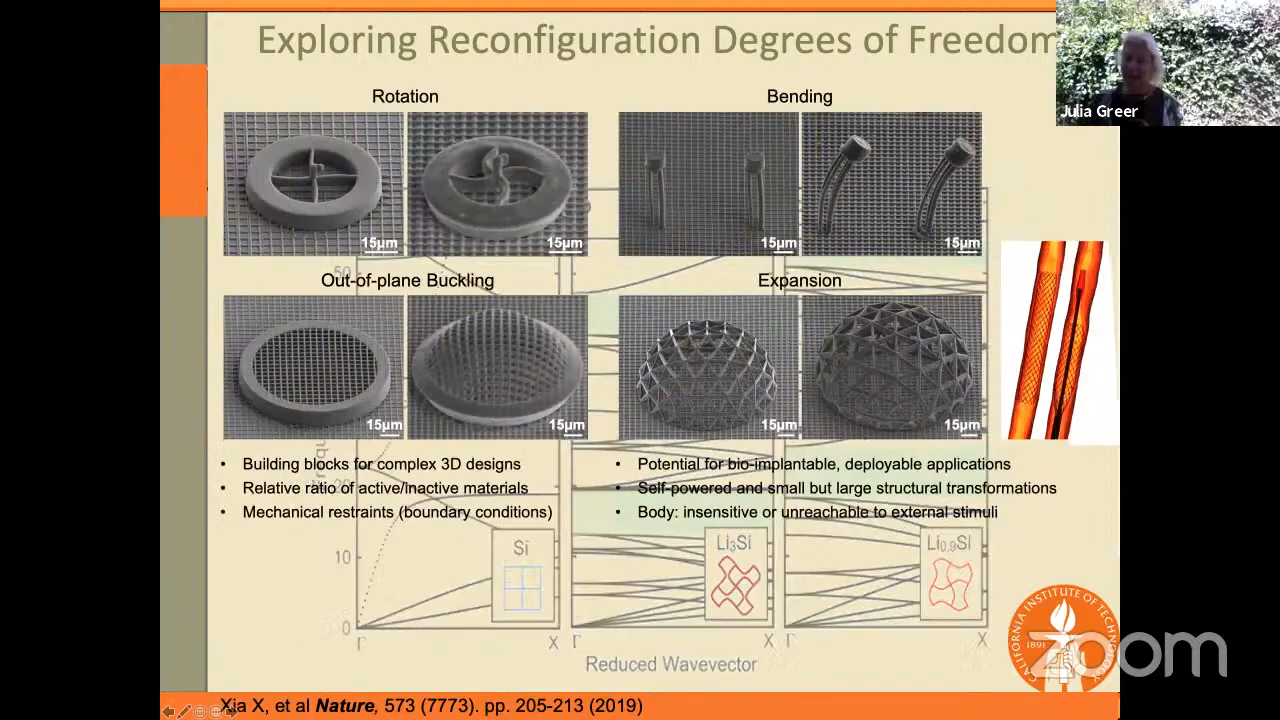 Exploring Reconfiguration Degrees of Freedom
Julia Greer
Rotation
Bending
15μm
15μm
15μm
15μm
Out-of-plane Buckling
Expansion
50
15μm
15μm
15μm
15μm
• Building blocks for complex 3D designs
• Relative ratio of active/inactive materials
• Mechanical restraints (boundary conditions)
• Potential for bio-implantable, deployable applications
• Self-powered and small but large structural transformations
• Body: insensitive or unreachable to external stimuli
20
10
0
Si
Li3Si
Li0.9Si
Γ
X
Γ
X
Γ
X
Reduced Wavevector
CALIFORNIA INSTITUTE OF TECHNOLOGY
1891
zoom
Xia X, et al Nature, 573 (7773). pp. 205-213 (2019)